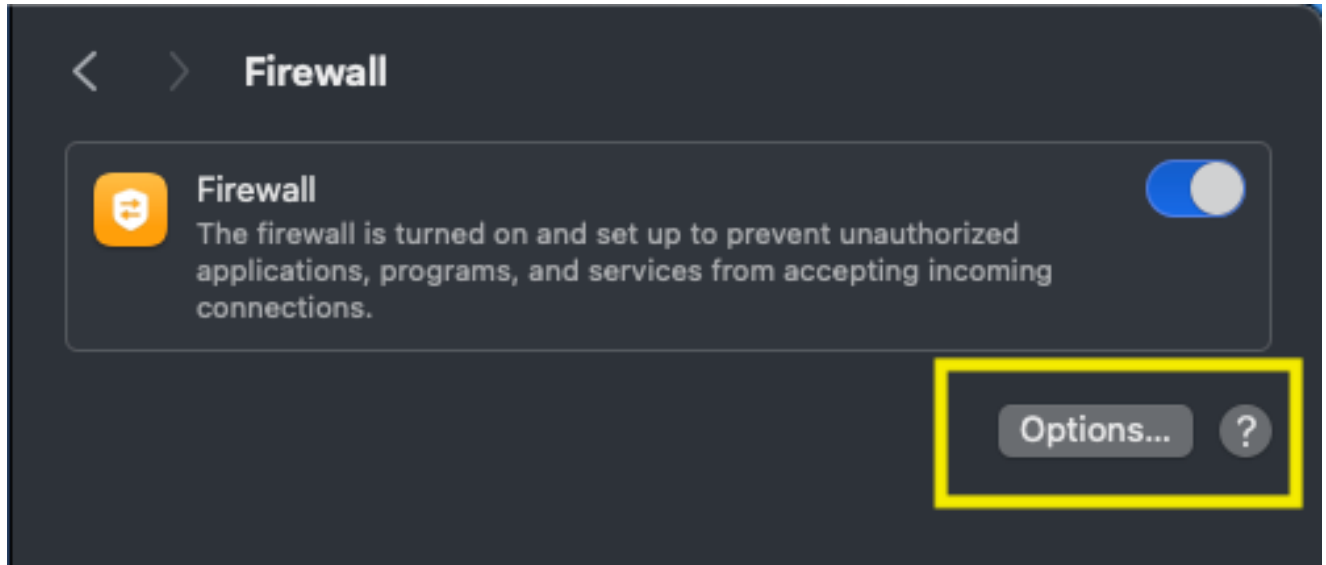 Firewall
Firewall
The firewall is turned on and set up to prevent unauthorized
applications, programs, and services from accepting incoming
connections.
Options... ?